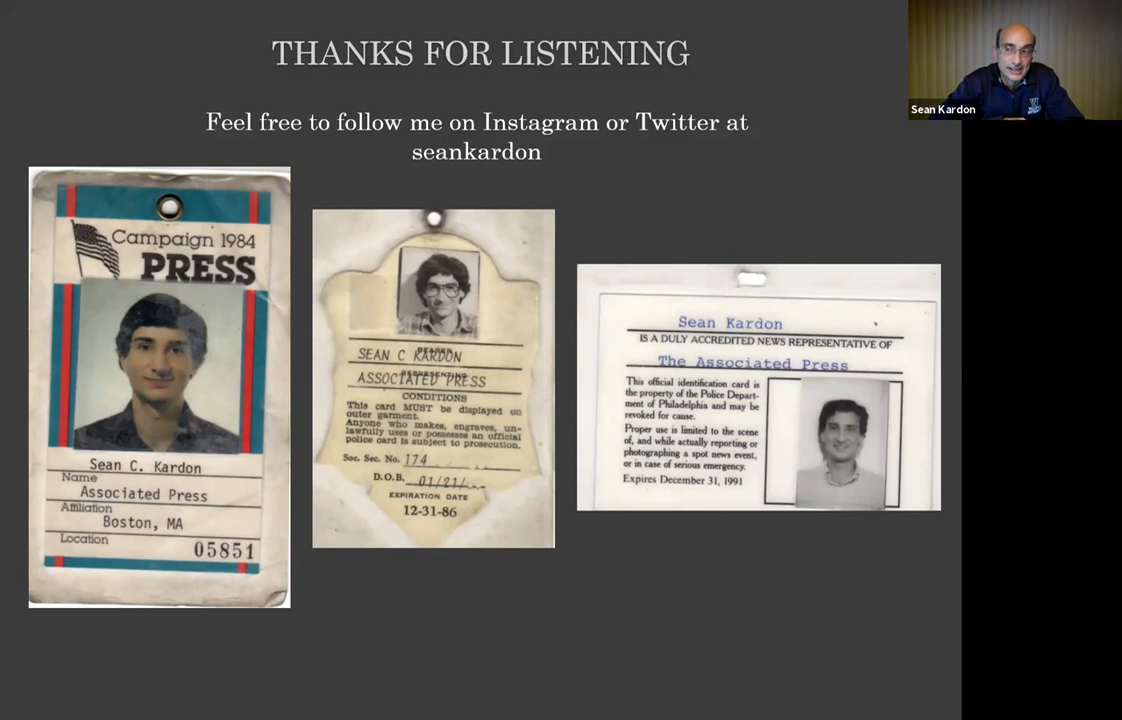 THANKS FOR LISTENING
Feel free to follow me on Instagram or Twitter at
seankardon
Sean Kardon
Campaign 1984
PRESS
Sean C. Kardon
Name
Associated Press
Affiliation
Boston, MA
Location
05851
SEAN C KARDON
REPRESENTING
ASSOCIATED PRESS
CONDITIONS
This card MUST be displayed on
outer garment.
Anyone who makes, engraves, un-
lawfully uses or possesses an official
police card is subject to prosecution.
Soc. Sec. No. 174
D.O.B. 01/21/
EXPIRATION DATE
12-31-86
Sean Kardon
IS A DULY ACCREDITED NEWS REPRESENTATIVE OF
The Associated Press
This official identification card is
the property of the Police Depart-
ment of Philadelphia and may be
revoked for cause.
Proper use is limited to the scene
of, and while actually reporting or
photographing a spot news event,
or in case of serious emergency.
Expires December 31, 1991